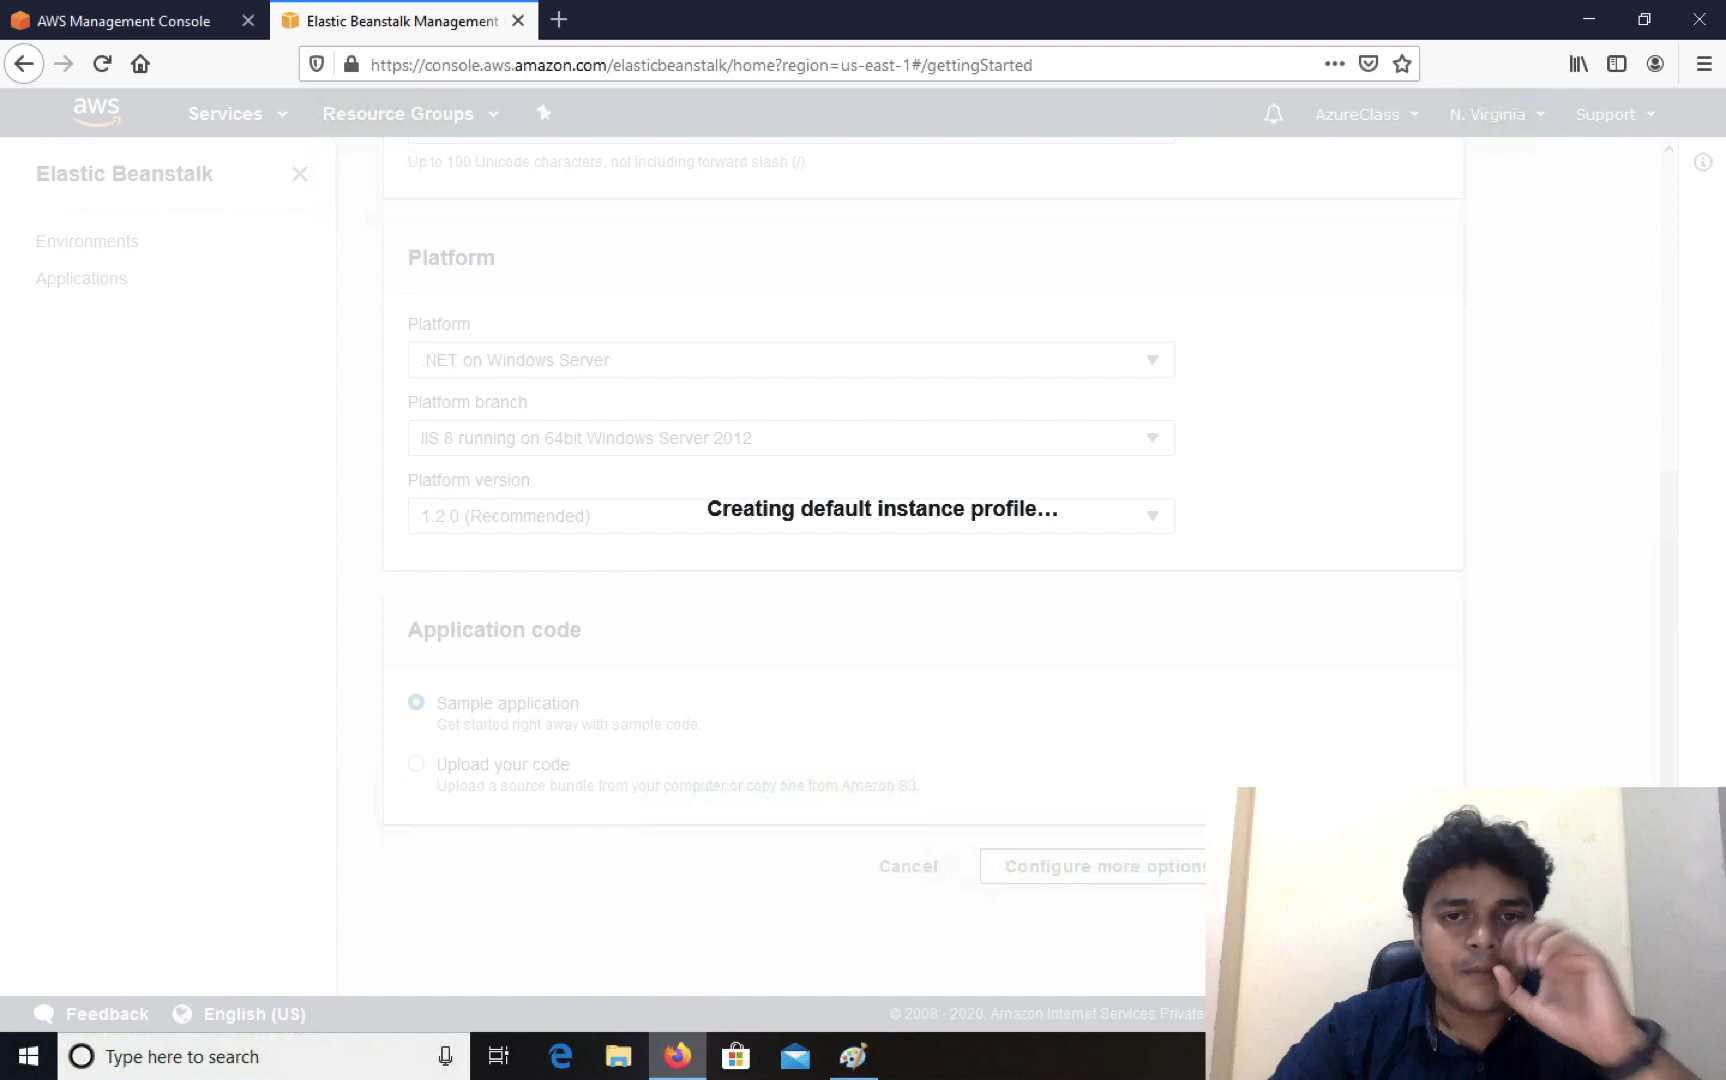 AWS Management Console
Elastic Beanstalk Management
https://console.aws.amazon.com/elasticbeanstalk/home?region=us-east-1#/gettingStarted
aws
Services
Resource Groups
AzureClass
N. Virginia
Support
Elastic Beanstalk
Environments
Applications
Up to 100 Unicode characters, not including forward slash (/)
Platform
Platform
.NET on Windows Server
Platform branch
IIS 8 running on 64bit Windows Server 2012
Platform version
1.2.0 (Recommended)
Creating default instance profile...
Application code
Sample application
Get started right away with sample code.
Upload your code
Upload a source bundle from your computer or copy one from Amazon S3.
Cancel
Configure more options
Feedback
English (US)
© 2008 - 2020, Amazon Internet Services Private
Type here to search